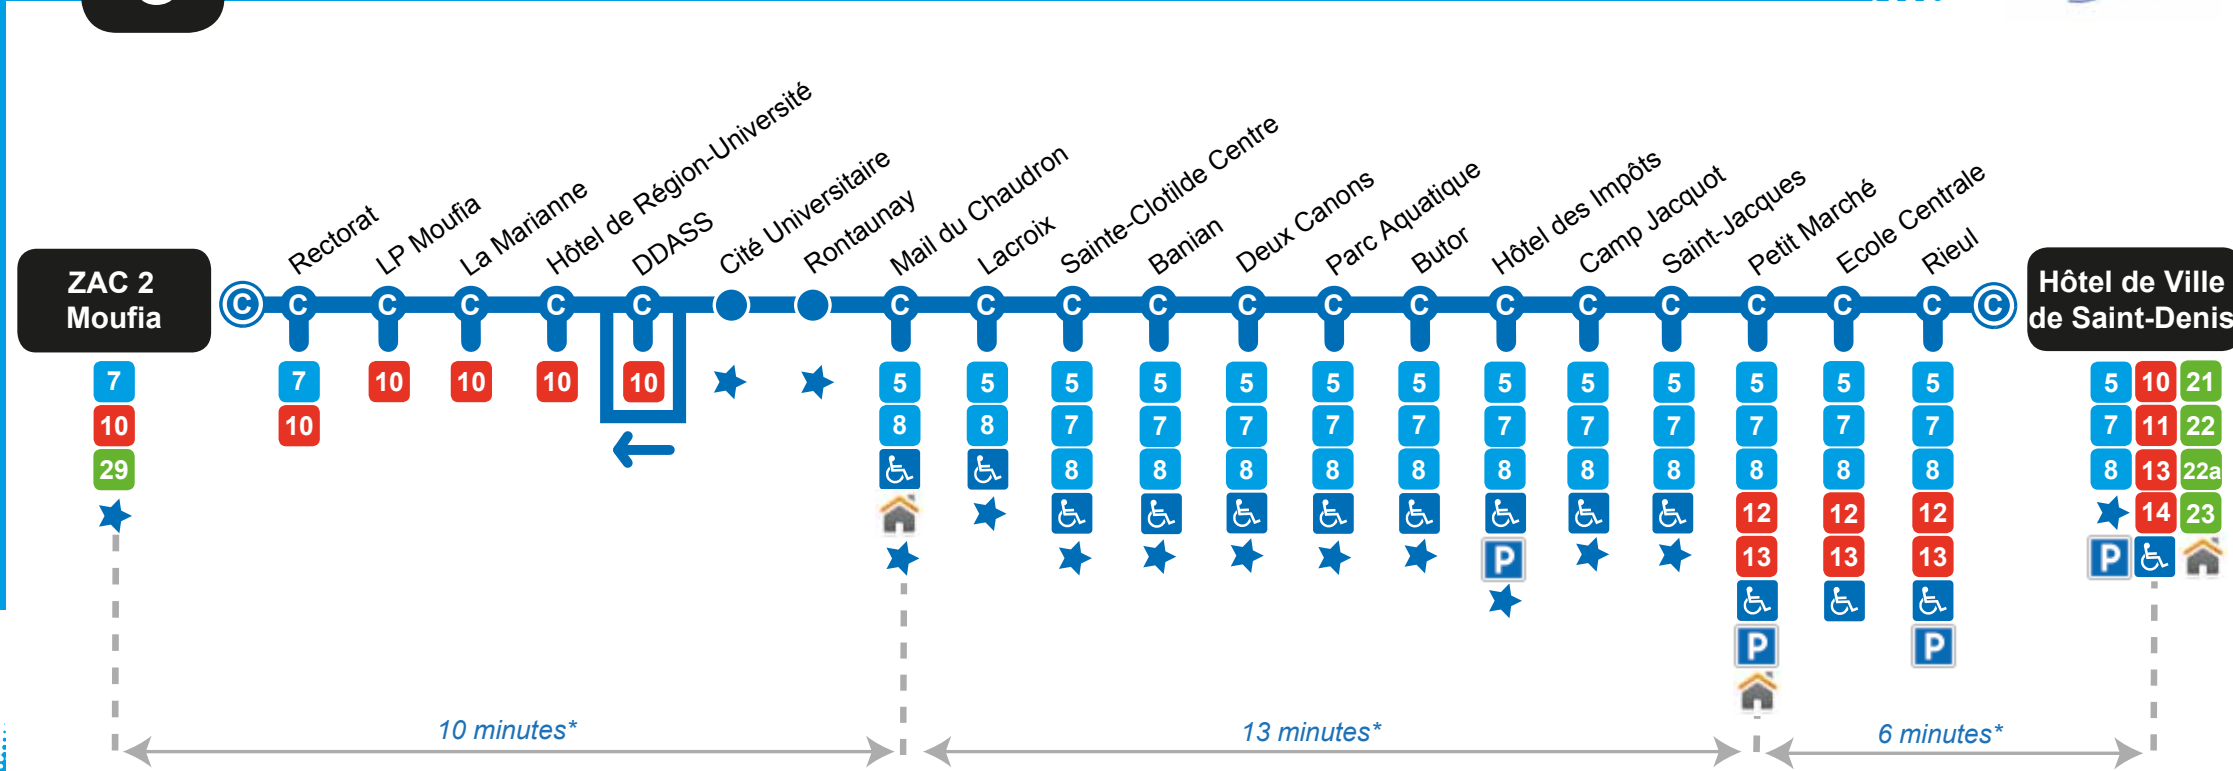 ZAC 2
Moufia
Rectorat
LP Moufia
La Marianne
Hôtel de Région-Université
DDASS
Cité Universitaire
Rontaunay
Mail du Chaudron
Lacroix
Sainte-Clotilde Centre
Banian
Deux Canons
Parc Aquatique
Butor
Hôtel des Impôts
Camp Jacquot
Saint-Jacques
Petit Marché
Ecole Centrale
Rieul
Hôtel de Ville
de Saint-Denis
C C C C C C C C C C C C C C C C C C C C
7 7 10 10 10 10 5 5 5 5 5 5 5 5 5 5 5 5 5 5 10 21
10 10 8 8 7 7 7 7 7 7 7 7 7 7 7 7 11 22
29 8 8 8 8 8 8 8 8 8 8 8 8 13 22a
12 12 12 14 23
P 13 13 13 P
P P
10 minutes*
13 minutes*
6 minutes*